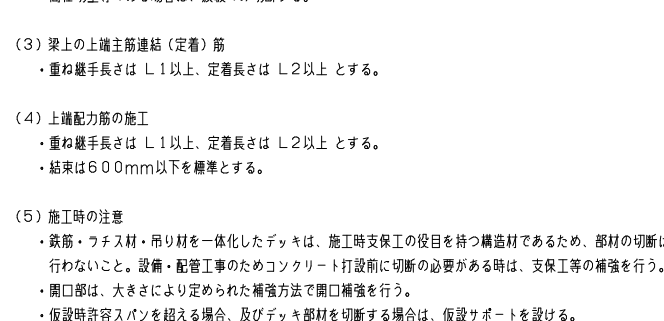 （3）梁上の上端主筋連結（定着）筋
・重ね継手長さは L1以上、定着長さは L2以上 とする。
（4）上端配力筋の施工
・重ね継手長さは L1以上、定着長さは L2以上 とする。
・結束は600mm以下を標準とする。
（5）施工時の注意
・鉄筋・ラチス材・吊り材を一体化したデッキは、施工時支保工の役目を持つ構造材であるため、部材の切断は
行わないこと。設備・配管工事のためコンクリート打設前に切断の必要がある時は、支保工等の補強を行う。
・開口部は、大きさにより定められた補強方法で開口補強を行う。
・仮設時許容スパンを超える場合、及びデッキ部材を切断する場合は、仮設サポートを設ける。